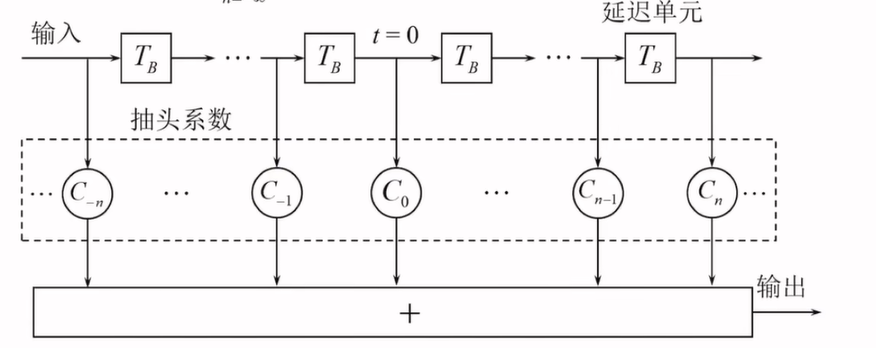 延迟单元
输入
t = 0
T_B ⋯ T_B T_B ⋯ T_B
抽头系数
⋯ C_{-n} ⋯ C_{-1} C_0 ⋯ C_{n-1} C_n ⋯
输出
+